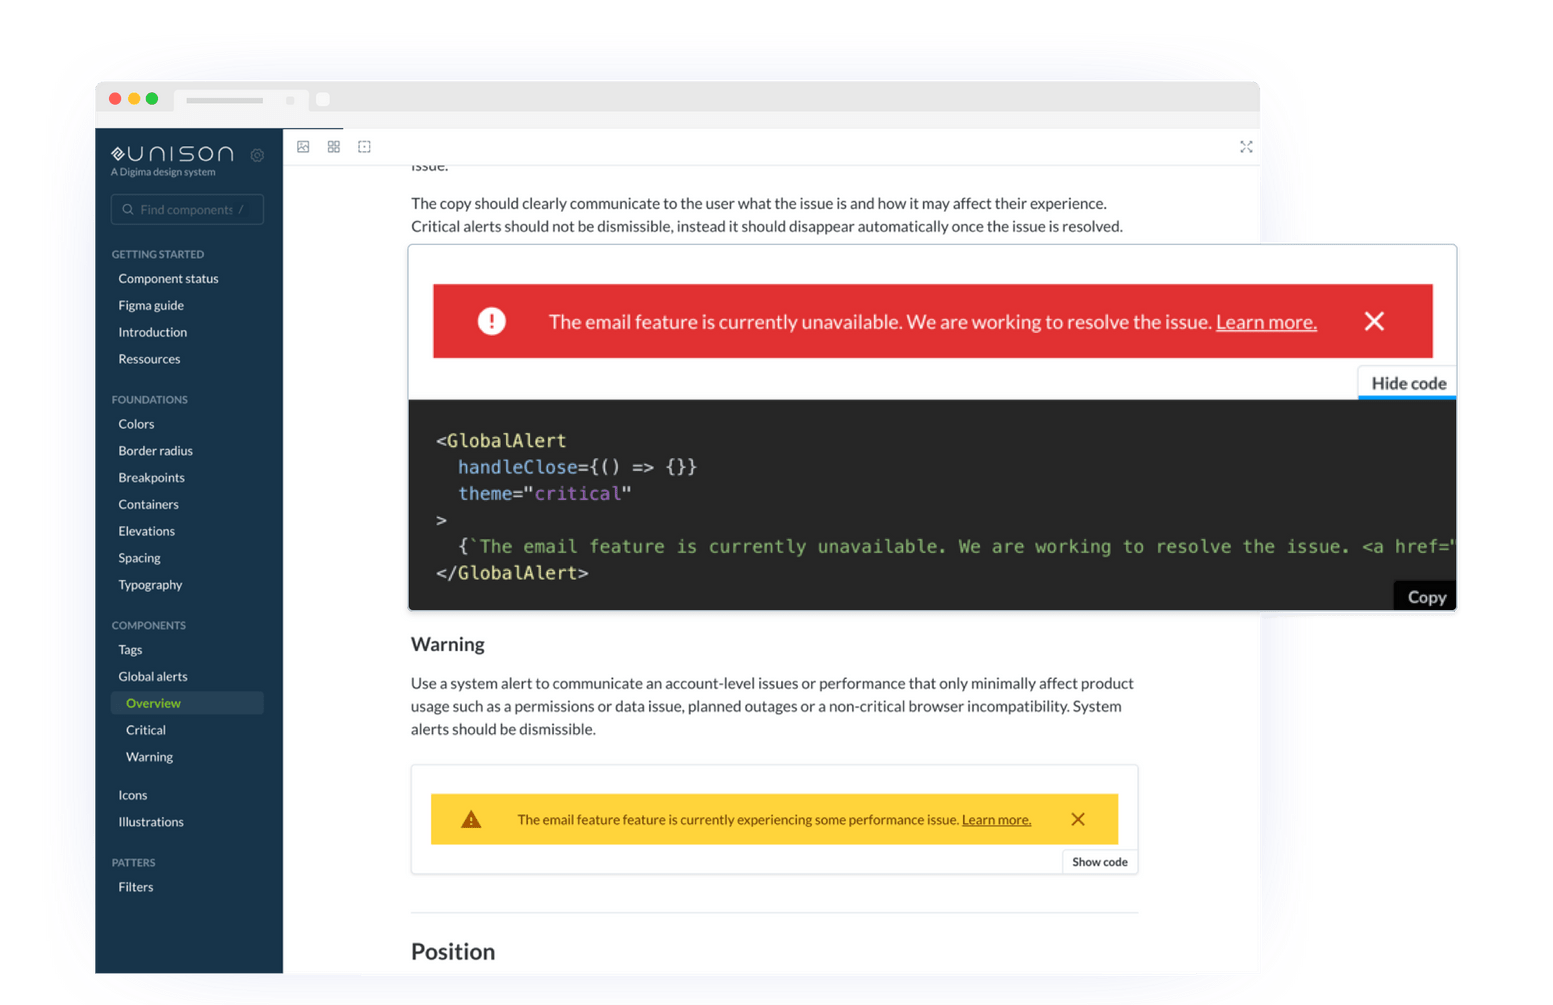 UNISON
A Digima design system
Find components /
GETTING STARTED
Component status
Figma guide
Introduction
Ressources
FOUNDATIONS
Colors
Border radius
Breakpoints
Containers
Elevations
Spacing
Typography
COMPONENTS
Tags
Global alerts
Overview
Critical
Warning
Icons
Illustrations
PATTERS
Filters
issue.
The copy should clearly communicate to the user what the issue is and how it may affect their experience.
Critical alerts should not be dismissible, instead it should disappear automatically once the issue is resolved.
The email feature is currently unavailable. We are working to resolve the issue. Learn more.
Hide code
<GlobalAlert
handleClose={() => {}}
theme="critical"
>
{`The email feature is currently unavailable. We are working to resolve the issue. <a href="
</GlobalAlert>
Copy
Warning
Use a system alert to communicate an account-level issues or performance that only minimally affect product
usage such as a permissions or data issue, planned outages or a non-critical browser incompatibility. System
alerts should be dismissible.
The email feature feature is currently experiencing some performance issue. Learn more.
Show code
Position